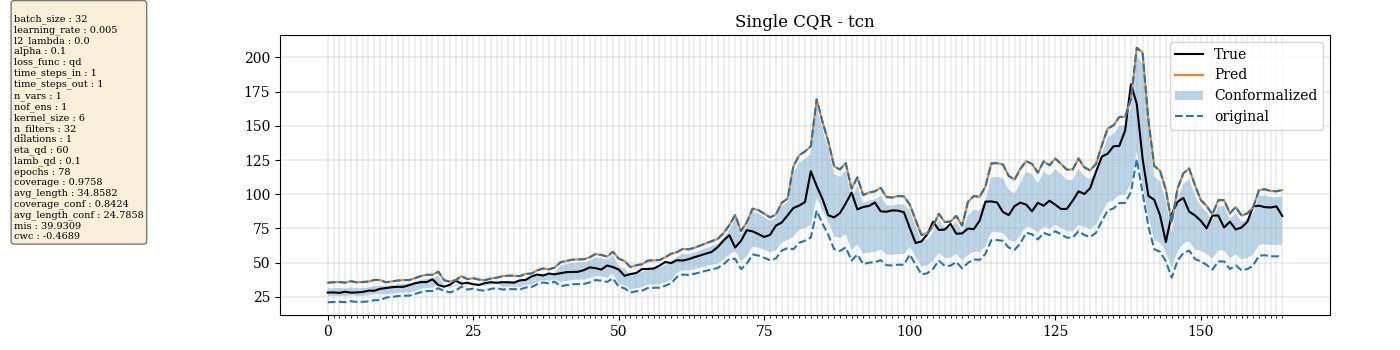 batch_size : 32
learning_rate : 0.005
l2_lambda : 0.0
alpha : 0.1
loss_func : qd
time_steps_in : 1
time_steps_out : 1
n_vars : 1
nof_ens : 1
kernel_size : 6
n_filters : 32
dilations : 1
eta_qd : 60
lamb_qd : 0.1
epochs : 78
coverage : 0.9758
avg_length : 34.8582
coverage_conf : 0.8424
avg_length_conf : 24.7858
mis : 39.9309
cwc : -0.4689
Single CQR - tcn
200
175
150
125
100
75
50
25
0 25 50 75 100 125 150
True
Pred
Conformalized
original